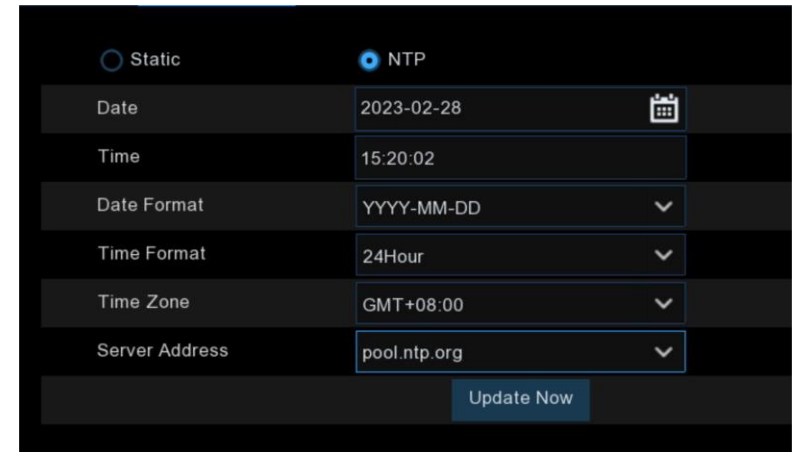 Static NTP
Date 2023-02-28
Time 15:20:02
Date Format YYYY-MM-DD
Time Format 24Hour
Time Zone GMT+08:00
Server Address pool.ntp.org
Update Now